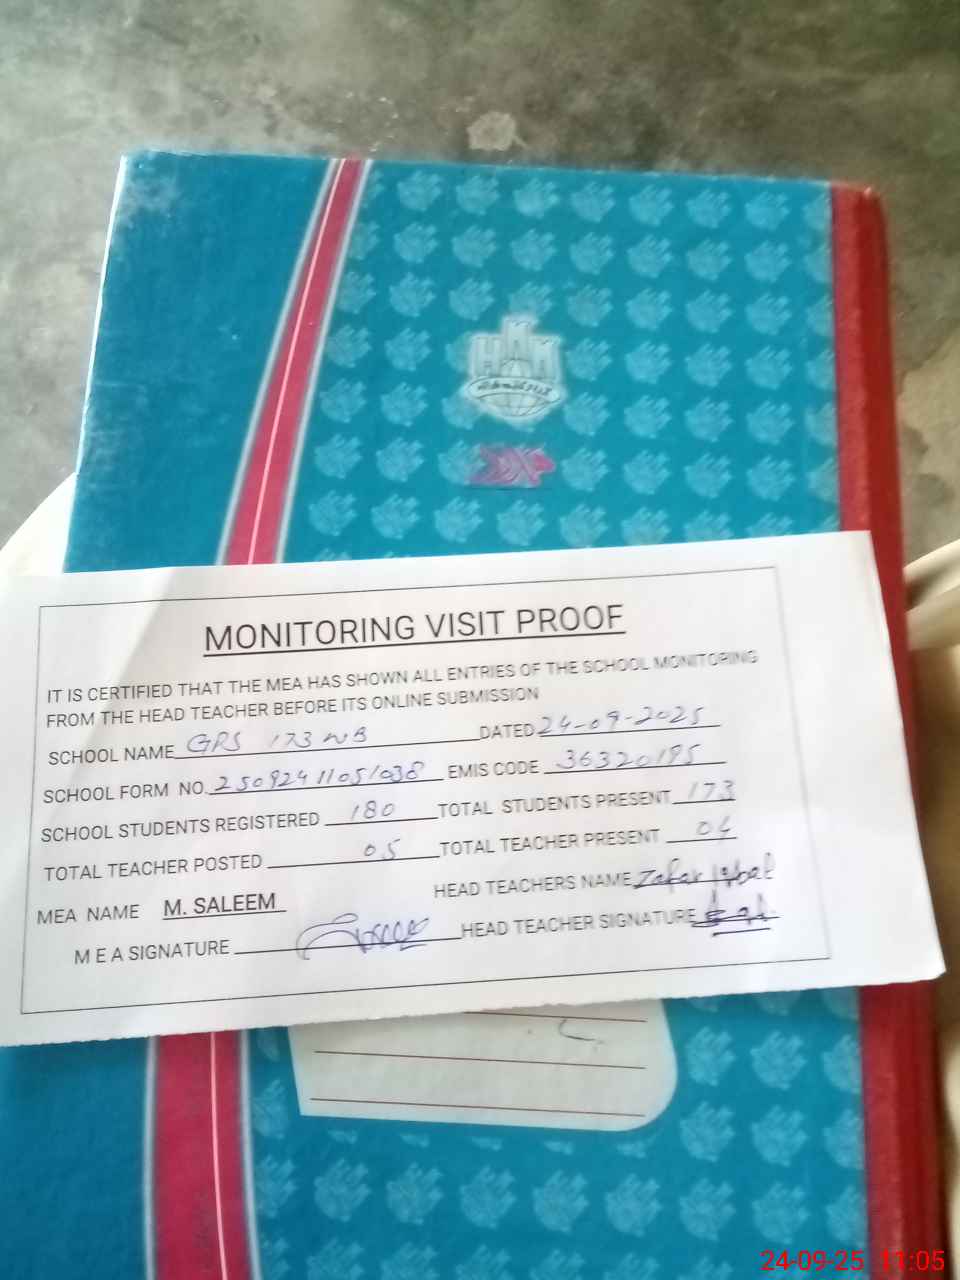 MONITORING VISIT PROOF
IT IS CERTIFIED THAT THE MEA HAS SHOWN ALL ENTRIES OF THE SCHOOL MONITORING
FROM THE HEAD TEACHER BEFORE ITS ONLINE SUBMISSION
SCHOOL NAME GPS 173 WB DATED 24-09-2025
SCHOOL FORM NO. 25092411051038 EMIS CODE 36320195
SCHOOL STUDENTS REGISTERED 180 TOTAL STUDENTS PRESENT 173
TOTAL TEACHER POSTED 05 TOTAL TEACHER PRESENT 04
MEA NAME M. SALEEM HEAD TEACHERS NAME Zafar Iqbal
M E A SIGNATURE HEAD TEACHER SIGNATURE
24-09-25 11:05